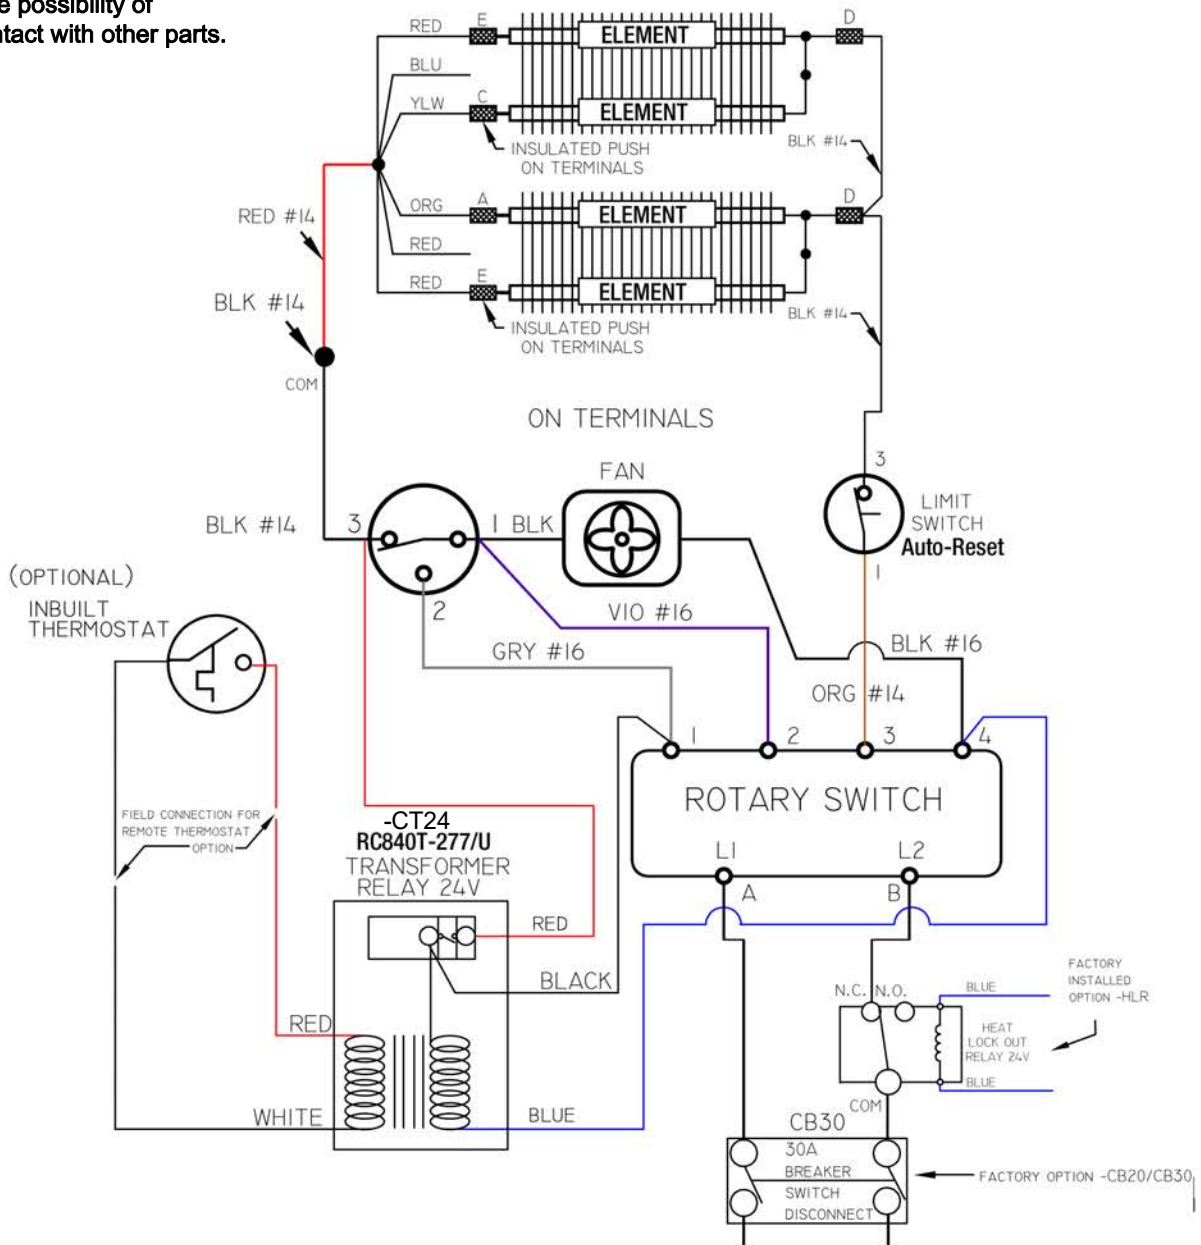 e possibility of
ntact with other parts.
RED
E
ELEMENT
D
BLU
YLW
C
ELEMENT
INSULATED PUSH
ON TERMINALS
BLK #14
ORG
A
ELEMENT
D
RED #14
RED
RED
E
ELEMENT
BLK #14
INSULATED PUSH
ON TERMINALS
BLK #14
COM
ON TERMINALS
3
FAN
LIMIT
SWITCH
Auto-Reset
BLK #14
3
1
BLK
1
2
(OPTIONAL)
INBUILT
THERMOSTAT
VIO #16
GRY #16
BLK #16
ORG #14
1
2
3
4
ROTARY SWITCH
L1
L2
A
B
FIELD CONNECTION FOR
REMOTE THERMOSTAT
OPTION
-CT24
RC840T-277/U
TRANSFORMER
RELAY 24V
RED
BLACK
RED
WHITE
BLUE
FACTORY
INSTALLED
OPTION -HLR
N.C.
N.O.
BLUE
HEAT
LOCK OUT
RELAY 24V
BLUE
COM
CB30
30A
BREAKER
SWITCH
DISCONNECT
FACTORY OPTION -CB20/CB30